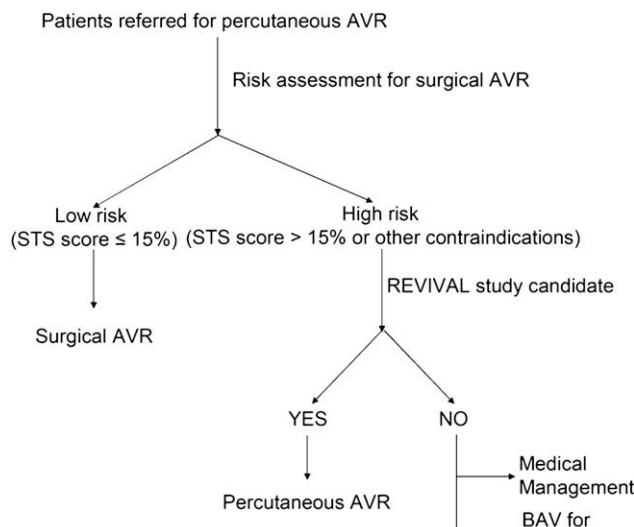 Patients referred for percutaneous AVR
Risk assessment for surgical AVR
Low risk
(STS score ≤ 15%)
High risk
(STS score > 15% or other contraindications)
REVIVAL study candidate
Surgical AVR
YES
NO
Percutaneous AVR
Medical
Management
BAV for